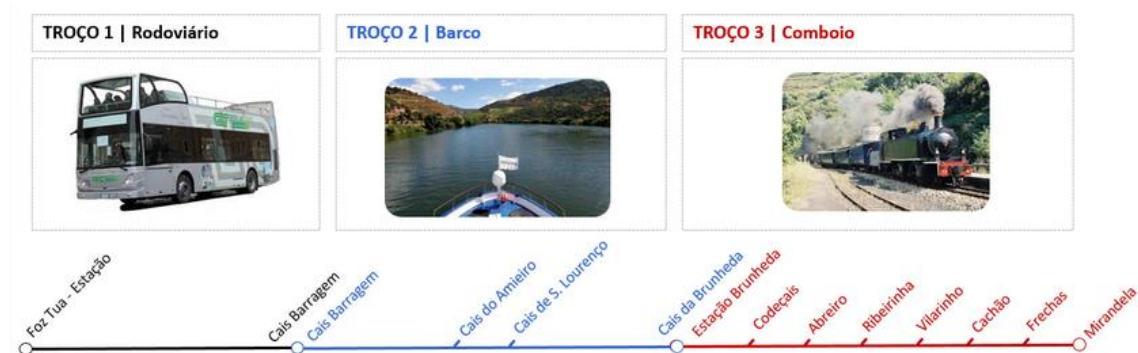 TROÇO 1 | Rodoviário
TROÇO 2 | Barco
TROÇO 3 | Comboio
Foz Tua - Estação
Cais Barragem
Cais Barragem
Cais do Amieiro
Cais de S. Lourenço
Cais da Brunheda
Estação Brunheda
Codeçais
Abreiro
Ribeirinha
Vilarinho
Cachão
Frechas
Mirandela